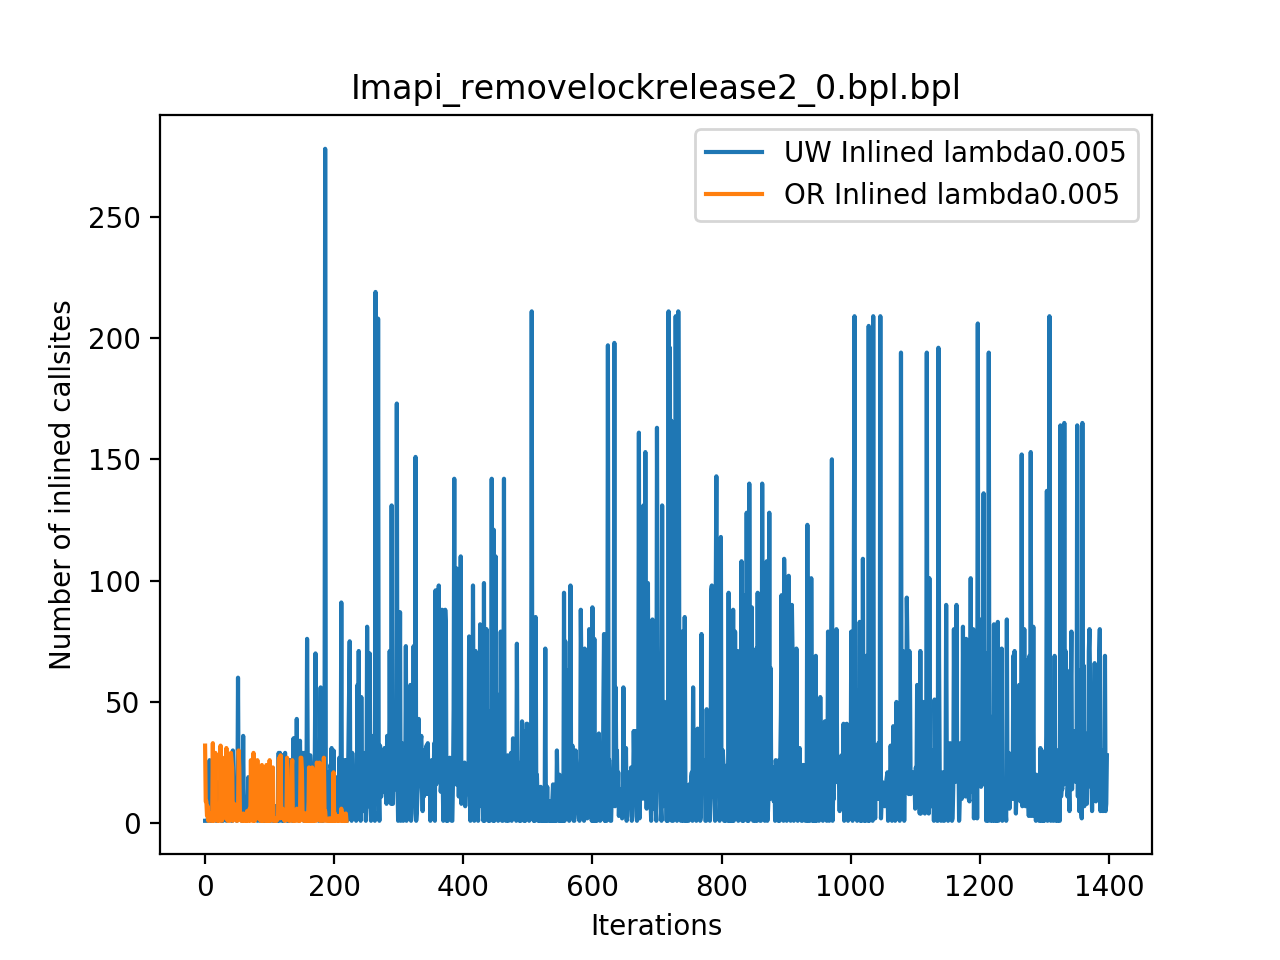 Imapi_removelockrelease2_0.bpl.bpl
UW Inlined lambda0.005
OR Inlined lambda0.005
Number of inlined callsites
250
200
150
100
50
0
0 200 400 600 800 1000 1200 1400
Iterations